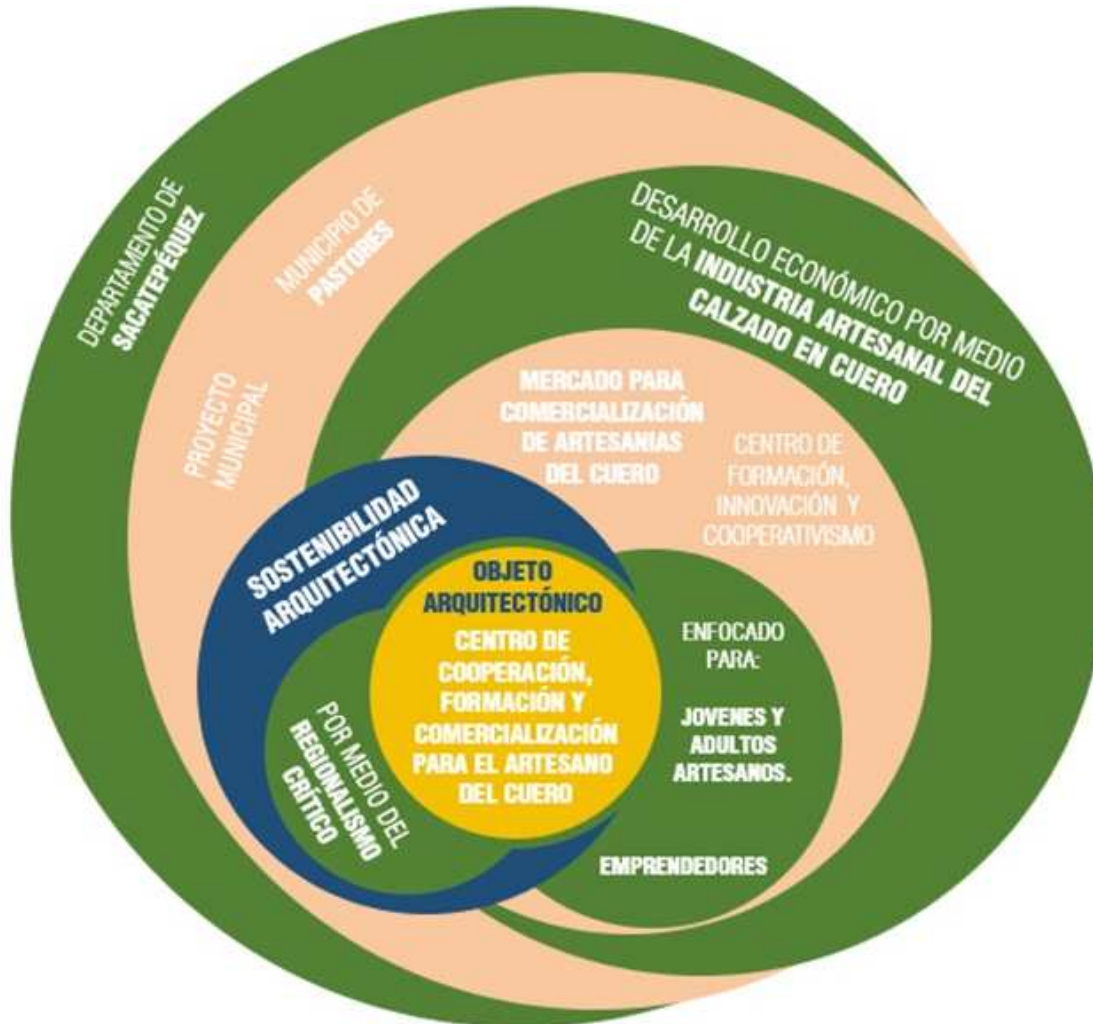 DEPARTAMENTO DE
SACATEPÉQUEZ
MUNICIPIO DE
PASTORES
PROYECTO
MUNICIPAL
DESARROLLO ECONÓMICO POR MEDIO
DE LA INDUSTRIA ARTESANAL DEL
CALZADO EN CUERO
MERCADO PARA
COMERCIALIZACIÓN
DE ARTESANIAS
DEL CUERO
CENTRO DE
FORMACIÓN,
INNOVACIÓN Y
COOPERATIVISMO
SOSTENIBILIDAD
ARQUITECTÓNICA
OBJETO
ARQUITECTÓNICO
CENTRO DE
COOPERACIÓN,
FORMACIÓN Y
COMERCIALIZACIÓN
PARA EL ARTESANO
DEL CUERO
POR MEDIO DEL
REGIONALISMO
CRÍTICO
ENFOCADO
PARA:
JOVENES Y
ADULTOS
ARTESANOS.
EMPRENDEDORES